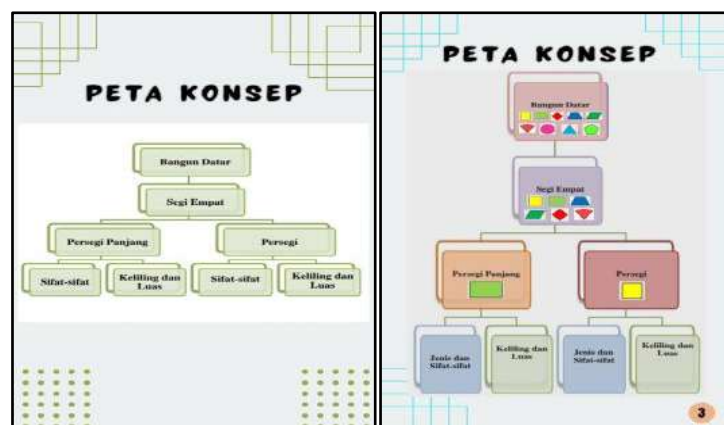 PETA KONSEP
Bangun Datar
Segi Empat
Persegi Panjang
Persegi
Sifat-sifat
Keliling dan
Luas
Sifat-sifat
Keliling dan
Luas
PETA KONSEP
Bangun Datar
Segi Empat
Persegi Panjang
Persegi
Jenis dan
Sifat-sifat
Keliling dan
Luas
Jenis dan
Sifat-sifat
Keliling dan
Luas
3